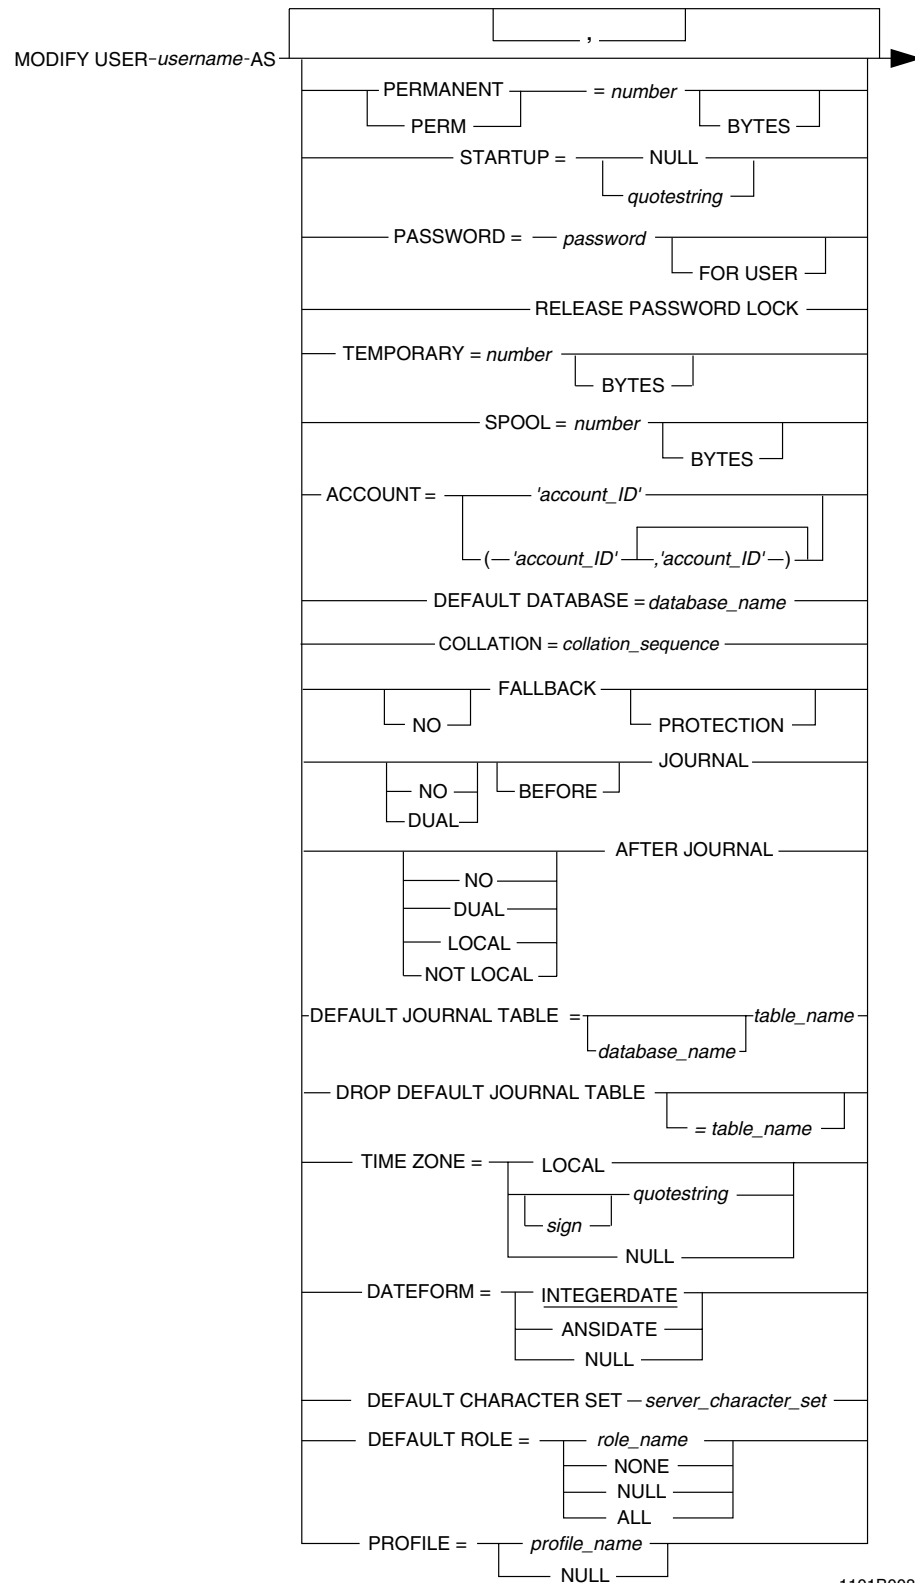 ,
MODIFY USER username AS
PERMANENT = number
PERM BYTES
STARTUP = NULL
quotestring
PASSWORD = password
FOR USER
RELEASE PASSWORD LOCK
TEMPORARY = number
BYTES
SPOOL = number
BYTES
ACCOUNT = 'account_ID'
( 'account_ID' ,'account_ID' )
DEFAULT DATABASE = database_name
COLLATION = collation_sequence
FALLBACK
NO PROTECTION
JOURNAL
NO BEFORE
DUAL
AFTER JOURNAL
NO
DUAL
LOCAL
NOT LOCAL
DEFAULT JOURNAL TABLE = table_name
database_name
DROP DEFAULT JOURNAL TABLE
= table_name
TIME ZONE = LOCAL
quotestring
sign
NULL
DATEFORM = INTEGERDATE
ANSIDATE
NULL
DEFAULT CHARACTER SET server_character_set
DEFAULT ROLE = role_name
NONE
NULL
ALL
PROFILE = profile_name
NULL